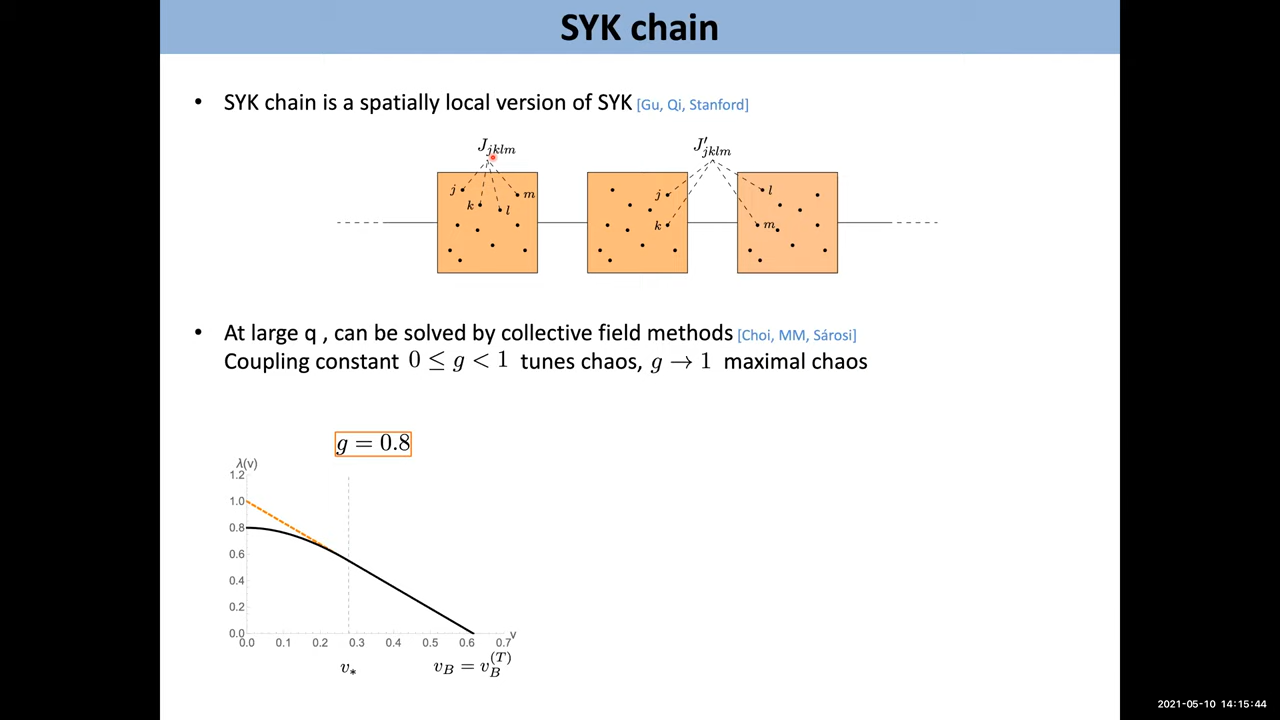 SYK chain
• SYK chain is a spatially local version of SYK [Gu, Qi, Stanford]
J_{jklm} J'_{jklm}
j m j l
k l k m
• At large q , can be solved by collective field methods [Choi, MM, Sárosi]
Coupling constant 0 ≤ g < 1 tunes chaos, g → 1 maximal chaos
g = 0.8
λ(v)
1.2
1.0
0.8
0.6
0.4
0.2
0.0
0.0 0.1 0.2 0.3 0.4 0.5 0.6 0.7 v
v_* v_B = v_B^{(T)}
2021-05-10 14:15:44